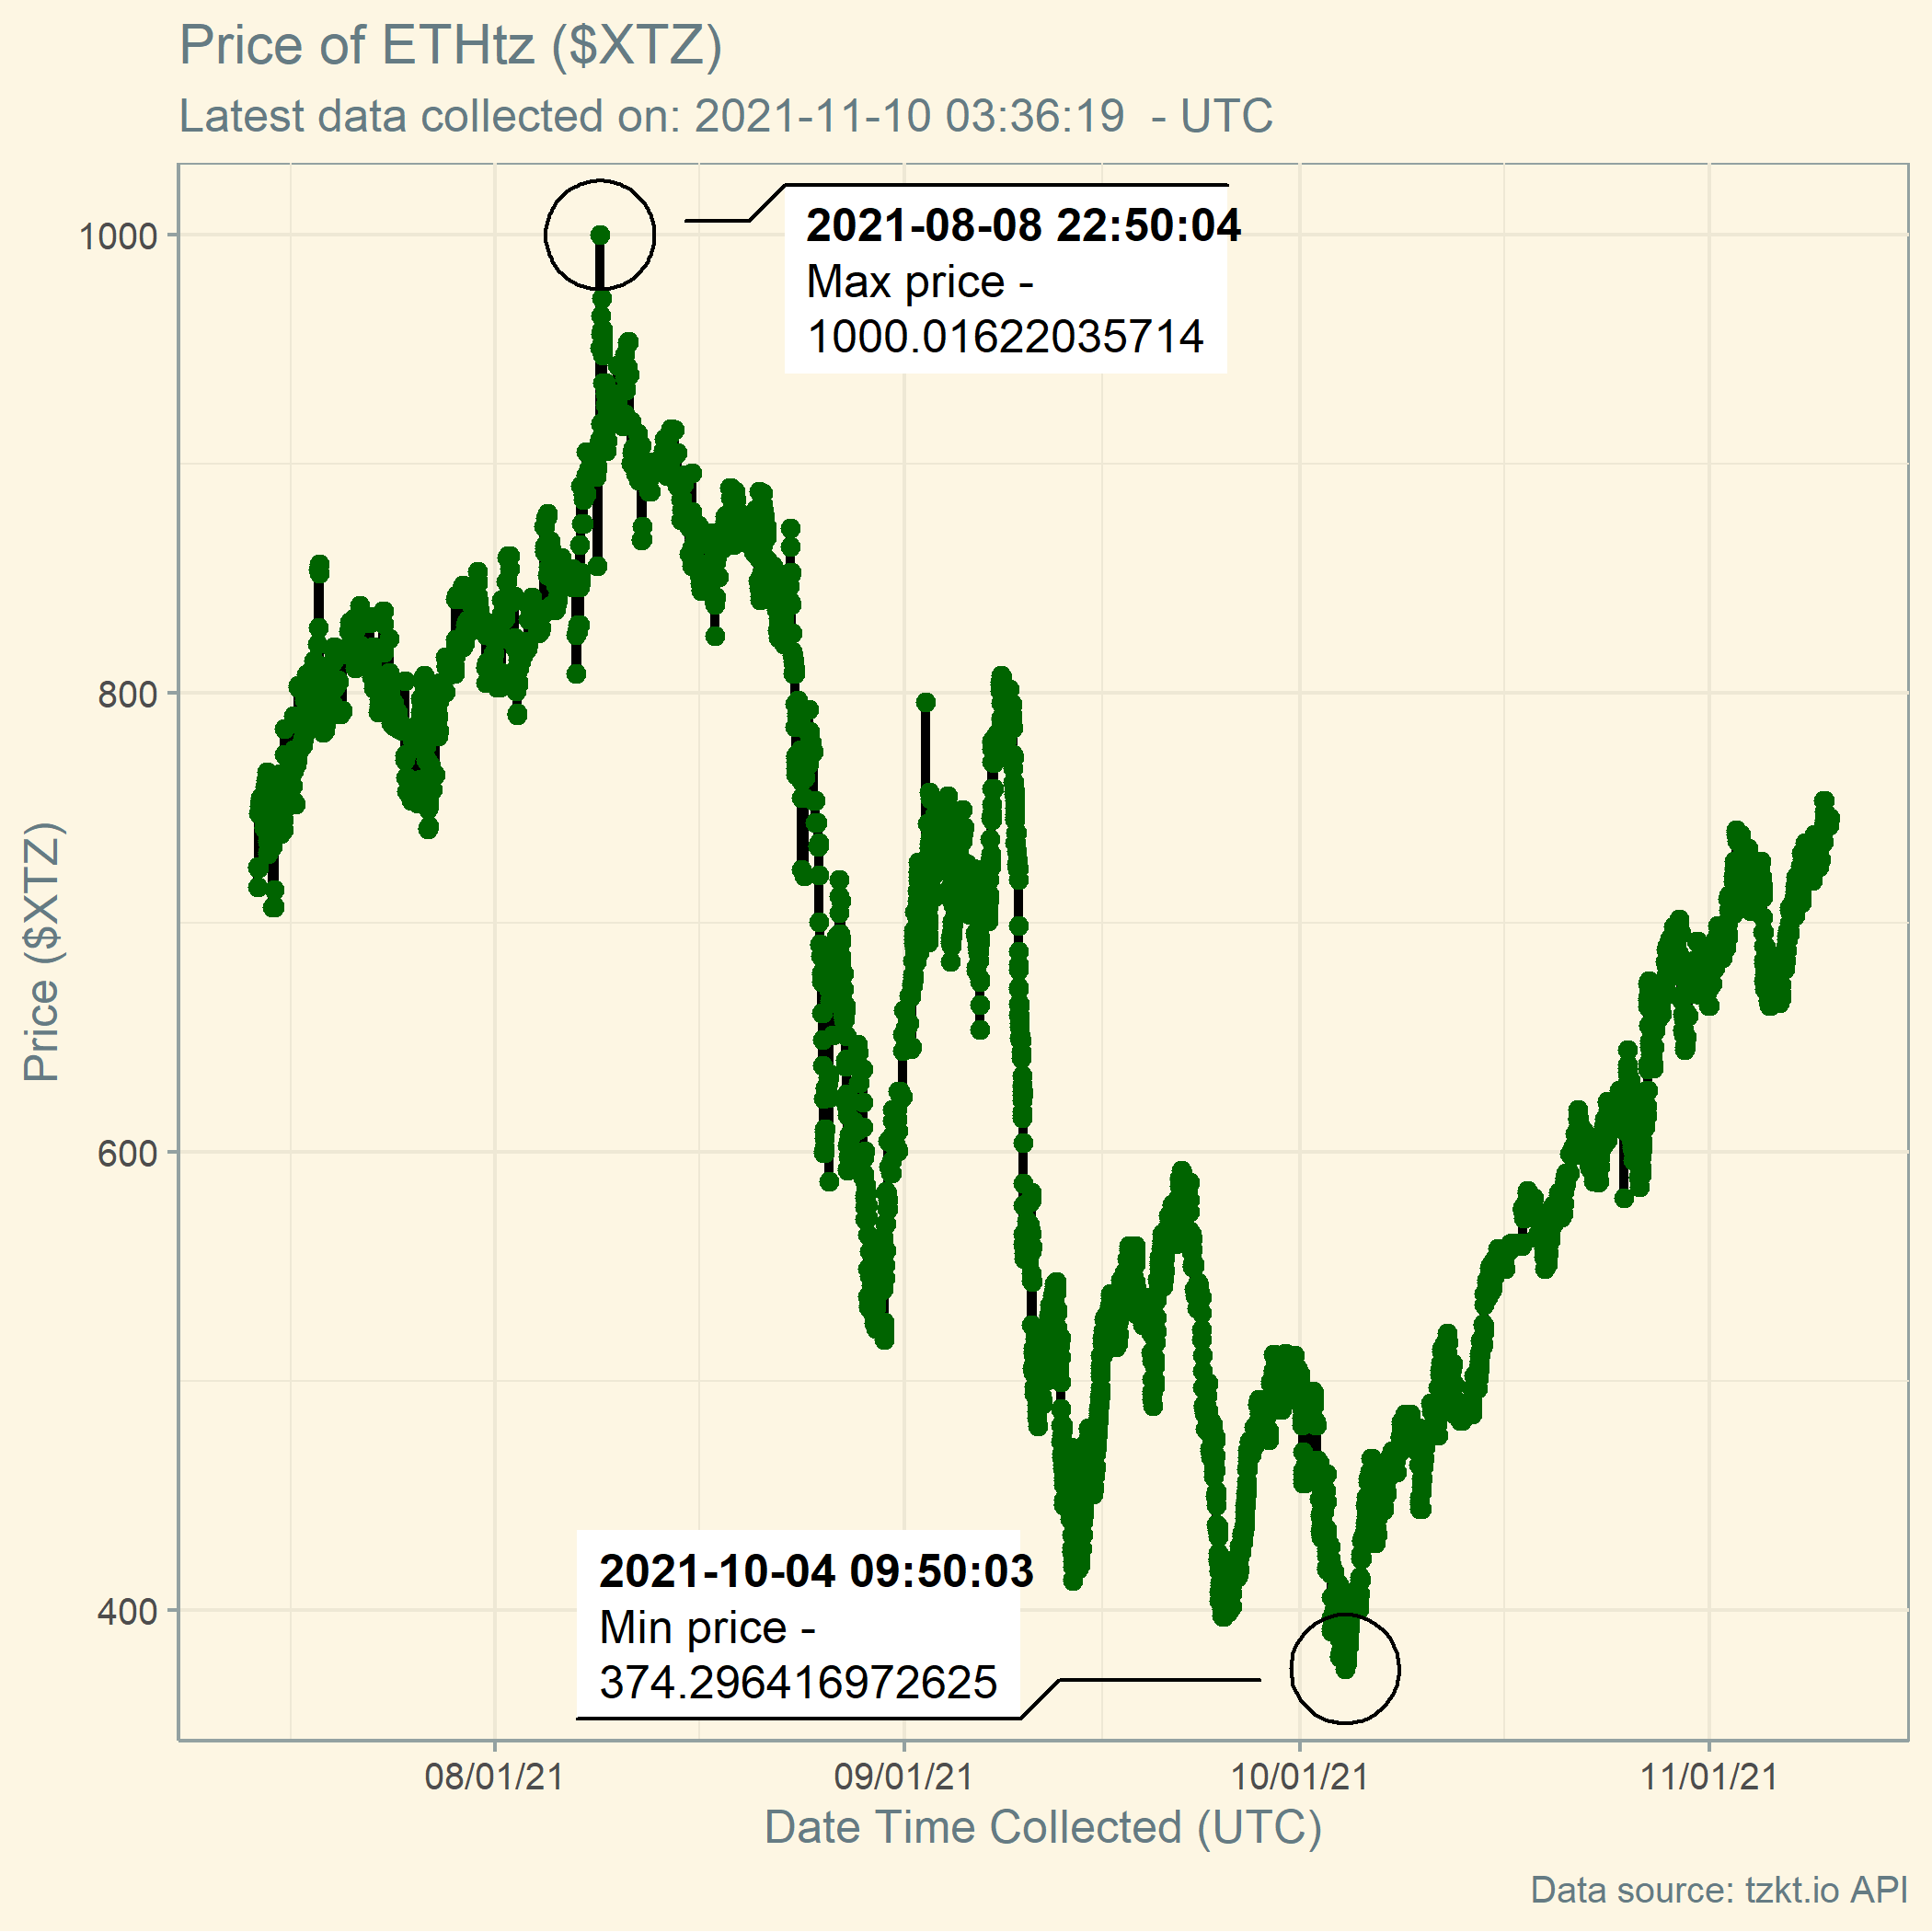 Price of ETHtz ($XTZ)
Latest data collected on: 2021-11-10 03:36:19  - UTC
2021-08-08 22:50:04
Max price -
1000.01622035714
1000
800
600
400
Price ($XTZ)
2021-10-04 09:50:03
Min price -
374.296416972625
08/01/21
09/01/21
10/01/21
11/01/21
Date Time Collected (UTC)
Data source: tzkt.io API